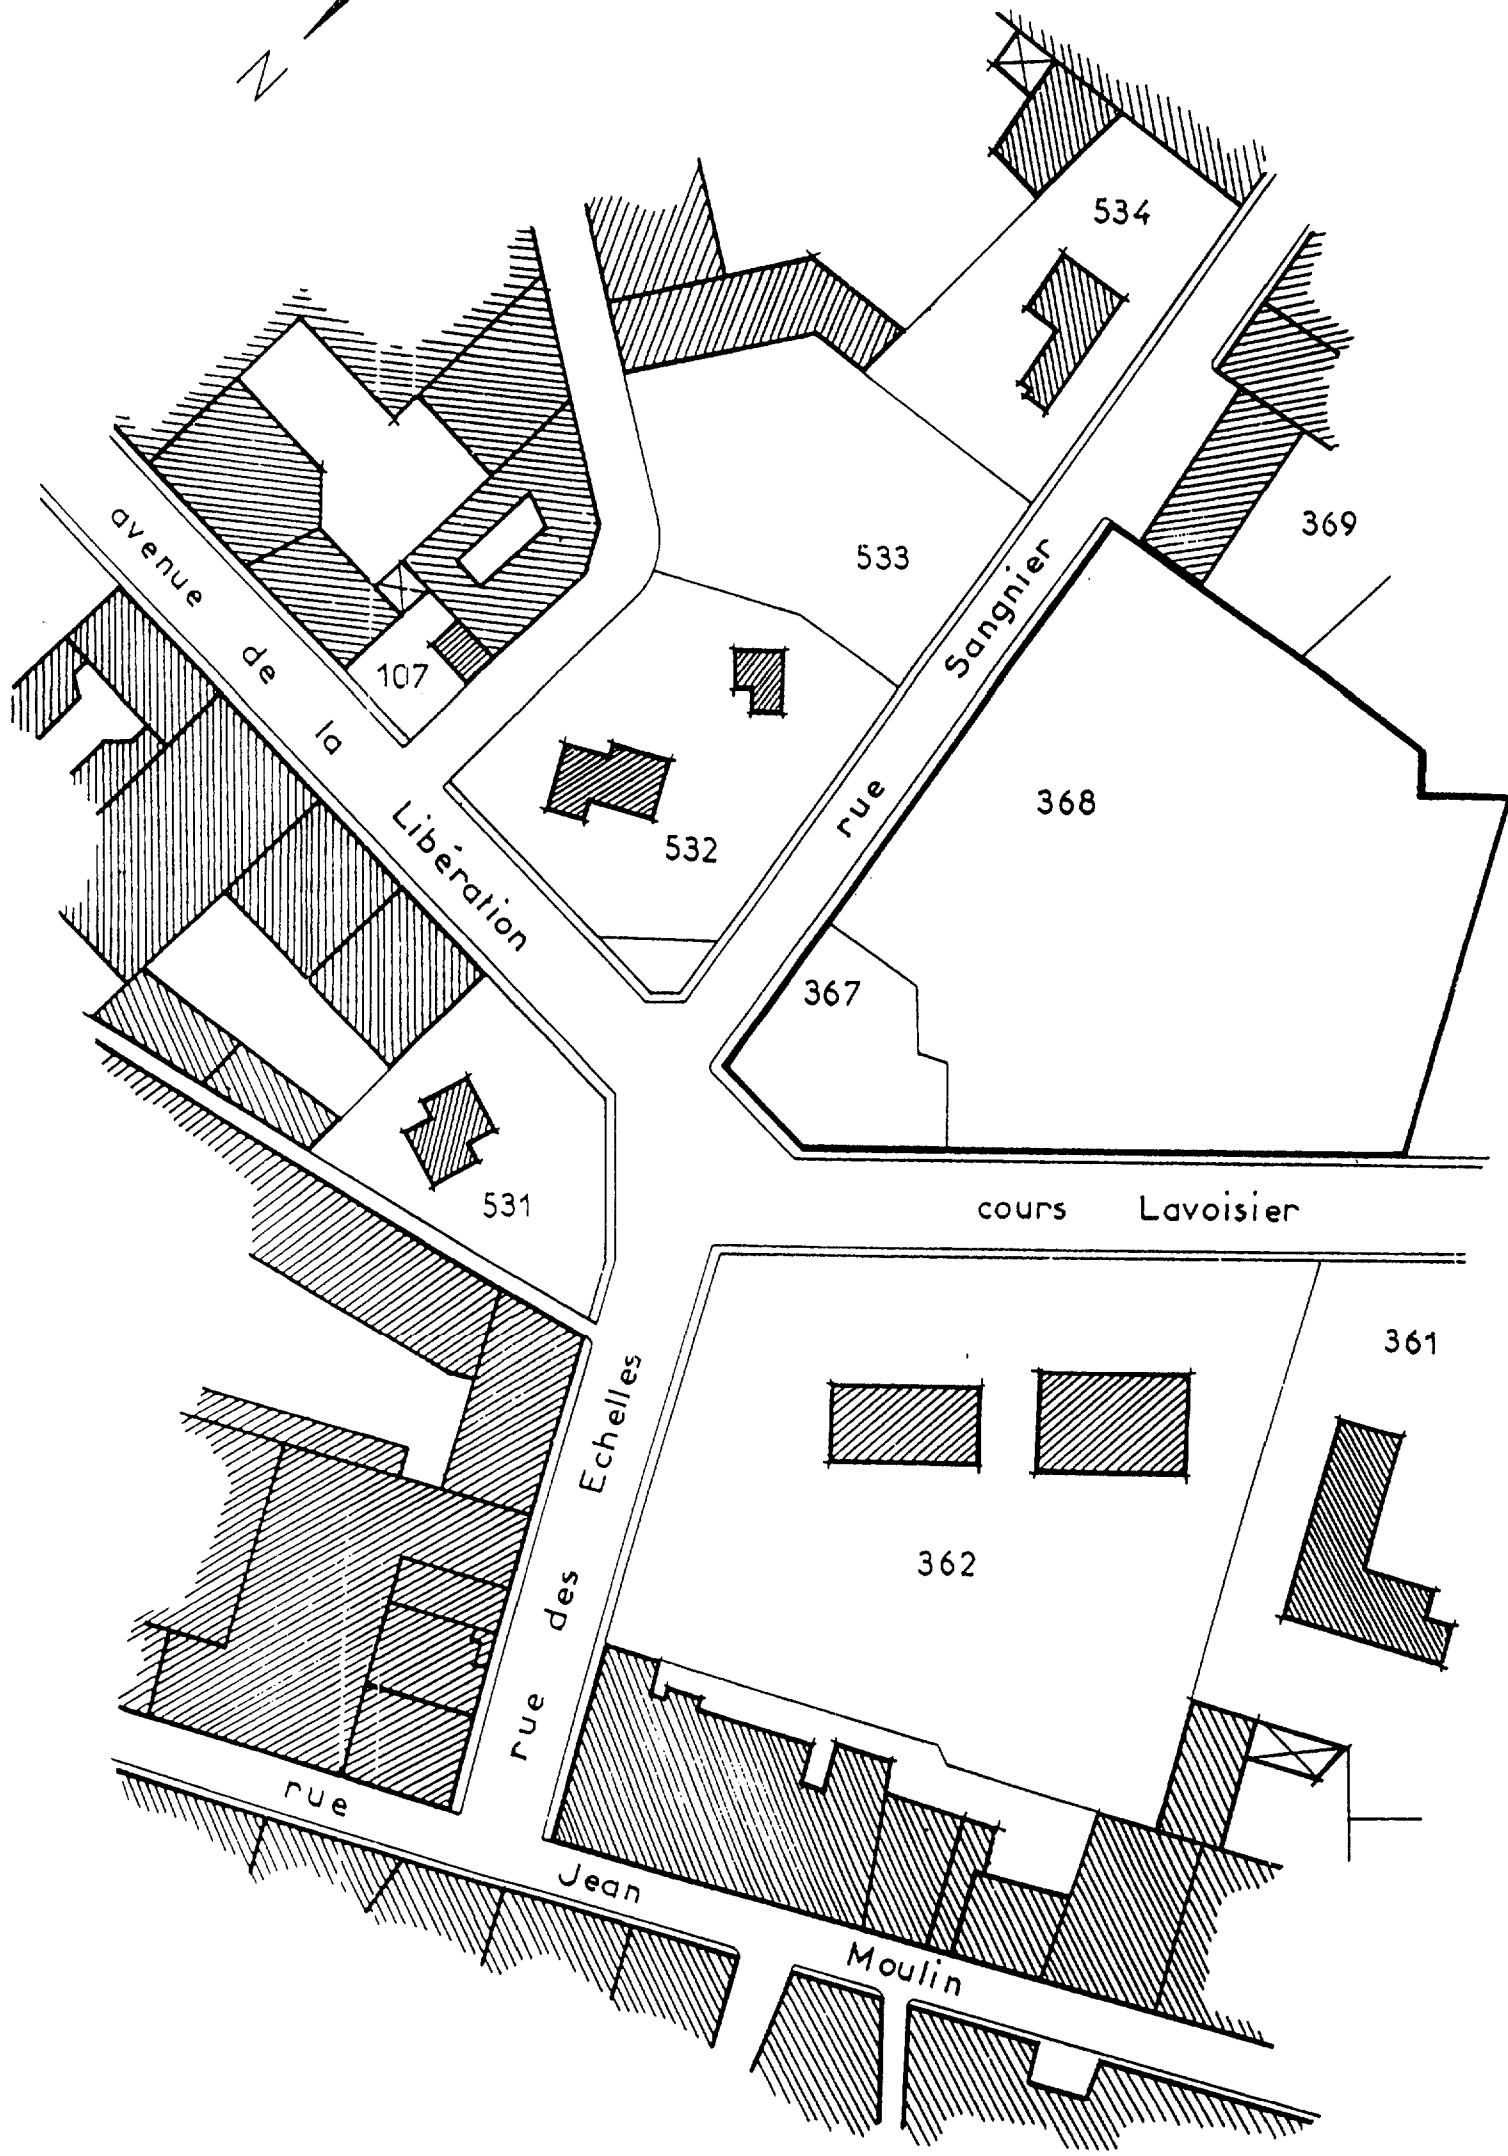 N
534
avenue de la Libération
533
369
rue Sangnier
107
368
532
367
531
cours Lavoisier
361
rue des Echelles
362
rue Jean Moulin